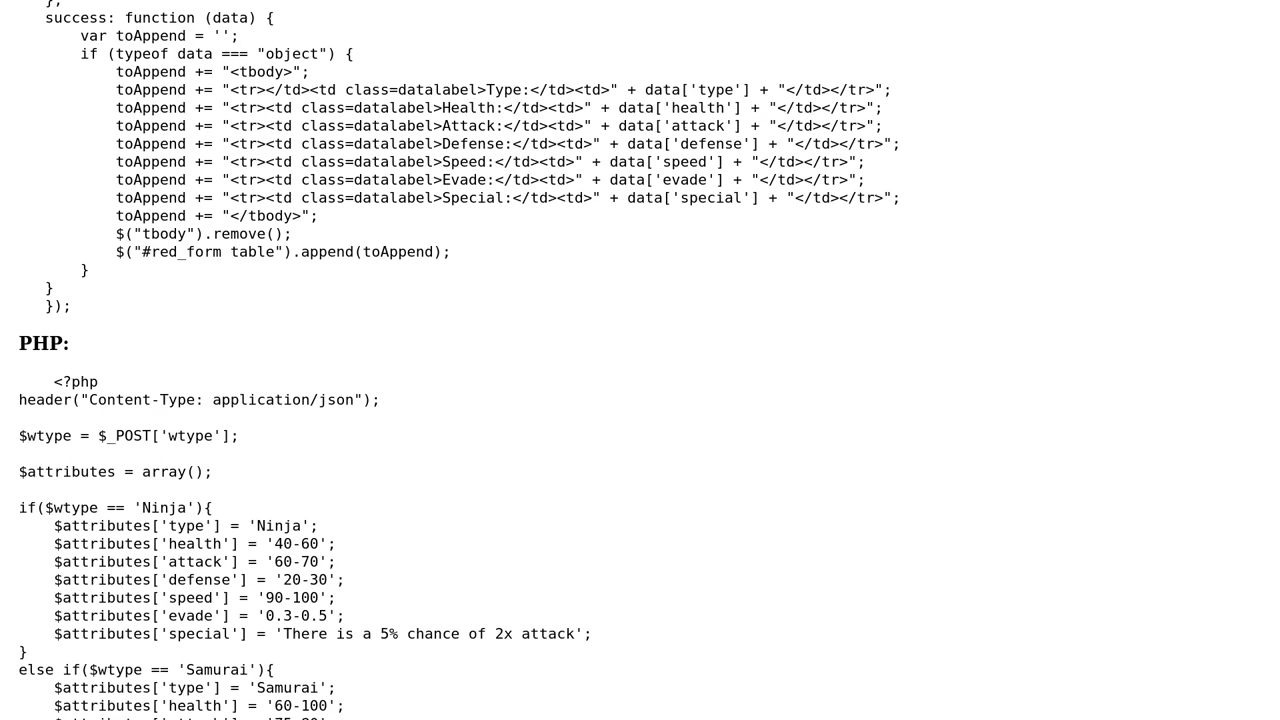 },
success: function (data) {
var toAppend = '';
if (typeof data === "object") {
toAppend += "<tbody>";
toAppend += "<tr></td><td class=datalabel>Type:</td><td>" + data['type'] + "</td></tr>";
toAppend += "<tr><td class=datalabel>Health:</td><td>" + data['health'] + "</td></tr>";
toAppend += "<tr><td class=datalabel>Attack:</td><td>" + data['attack'] + "</td></tr>";
toAppend += "<tr><td class=datalabel>Defense:</td><td>" + data['defense'] + "</td></tr>";
toAppend += "<tr><td class=datalabel>Speed:</td><td>" + data['speed'] + "</td></tr>";
toAppend += "<tr><td class=datalabel>Evade:</td><td>" + data['evade'] + "</td></tr>";
toAppend += "<tr><td class=datalabel>Special:</td><td>" + data['special'] + "</td></tr>";
toAppend += "</tbody>";
$("tbody").remove();
$("#red_form table").append(toAppend);
}
}
});
PHP:
<?php
header("Content-Type: application/json");
$wtype = $_POST['wtype'];
$attributes = array();
if($wtype == 'Ninja'){
$attributes['type'] = 'Ninja';
$attributes['health'] = '40-60';
$attributes['attack'] = '60-70';
$attributes['defense'] = '20-30';
$attributes['speed'] = '90-100';
$attributes['evade'] = '0.3-0.5';
$attributes['special'] = 'There is a 5% chance of 2x attack';
}
else if($wtype == 'Samurai'){
$attributes['type'] = 'Samurai';
$attributes['health'] = '60-100';